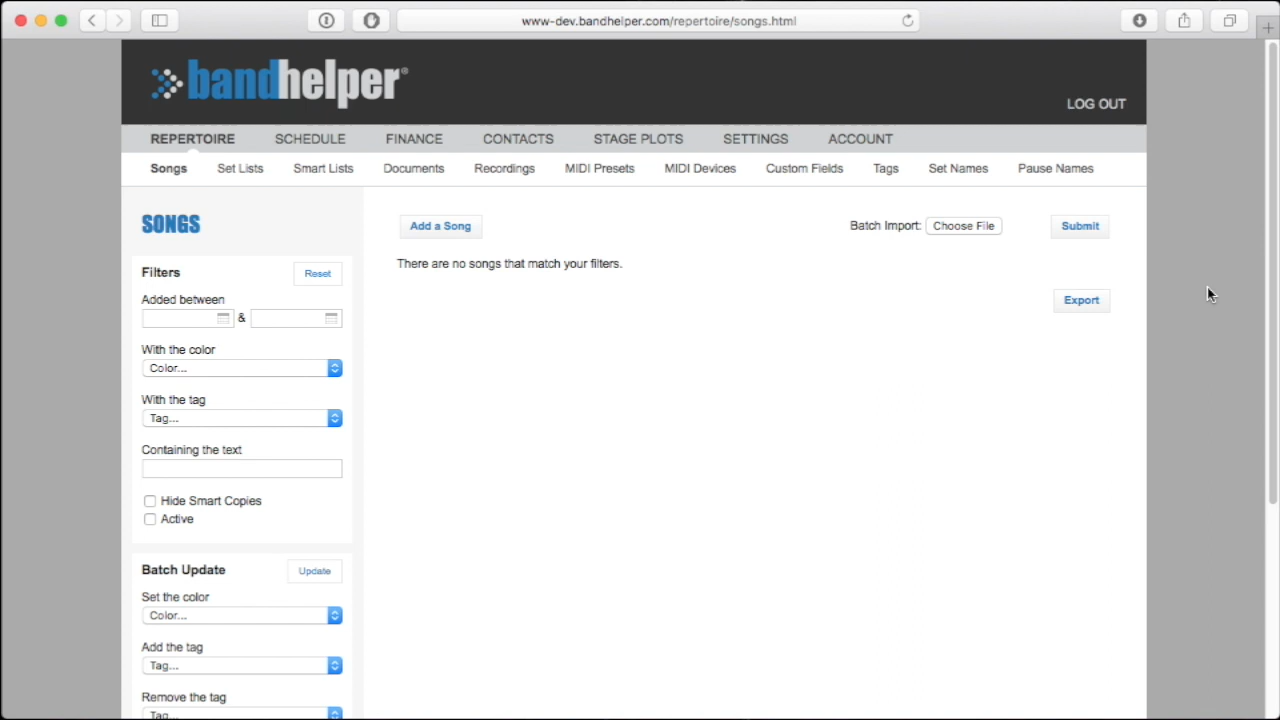 www-dev.bandhelper.com/repertoire/songs.html
bandhelper®
LOG OUT
REPERTOIRE SCHEDULE FINANCE CONTACTS STAGE PLOTS SETTINGS ACCOUNT
Songs Set Lists Smart Lists Documents Recordings MIDI Presets MIDI Devices Custom Fields Tags Set Names Pause Names
SONGS
Add a Song
Batch Import: Choose File
Submit
There are no songs that match your filters.
Export
Filters
Reset
Added between
&
With the color
Color...
With the tag
Tag...
Containing the text
Hide Smart Copies
Active
Batch Update
Update
Set the color
Color...
Add the tag
Tag...
Remove the tag
Tag...